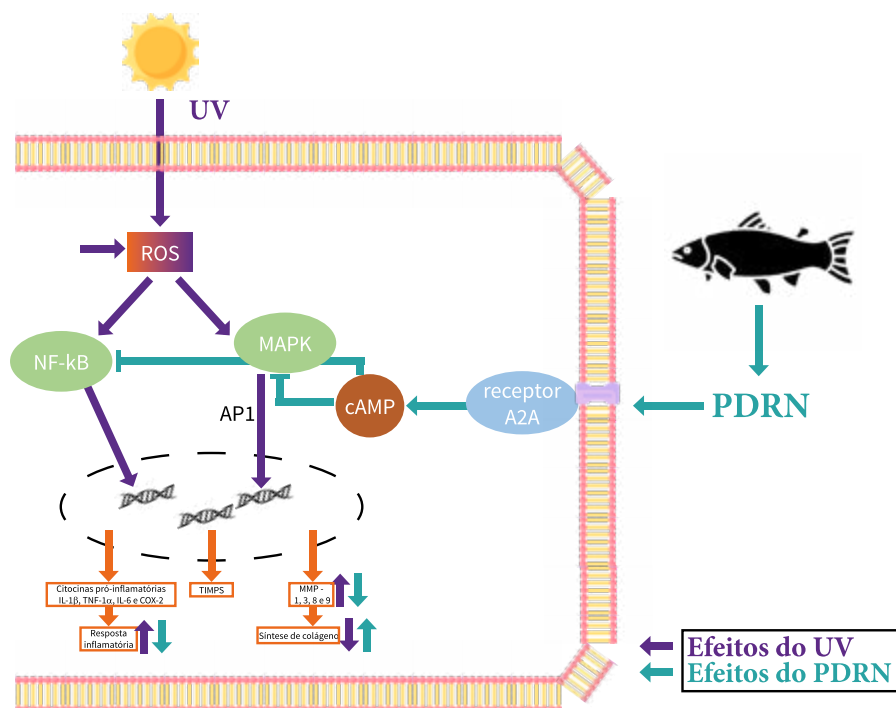 UV
ROS
NF-kB
MAPK
AP1
cAMP
receptor
A2A
PDRN
Citocinas pró-inflamatórias
IL-1β, TNF-1α, IL-6 e COX-2
TIMPS
MMP -
1, 3, 8 e 9
Resposta
inflamatória
Síntese de colágeno
Efeitos do UV
Efeitos do PDRN